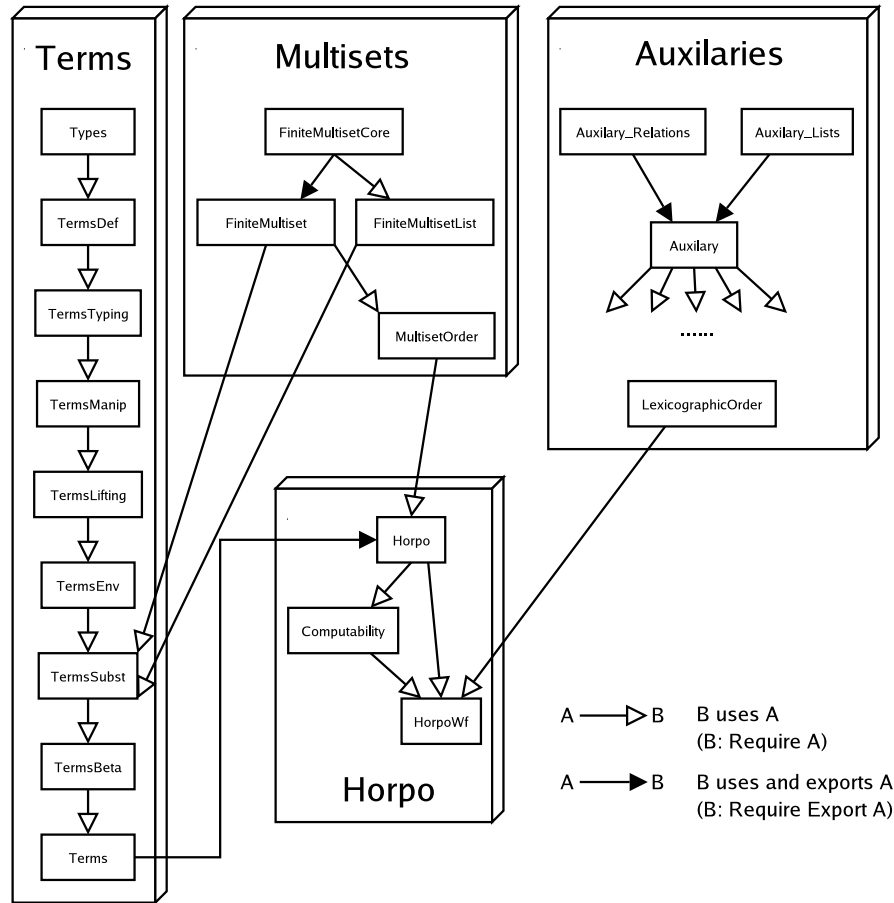 Terms
Types
TermsDef
TermsTyping
TermsManip
TermsLifting
TermsEnv
TermsSubst
TermsBeta
Terms
Multisets
FiniteMultisetCore
FiniteMultiset
FiniteMultisetList
MultisetOrder
Auxilaries
Auxilary_Relations
Auxilary_Lists
Auxilary
......
LexicographicOrder
Horpo
Computability
HorpoWf
Horpo
A B B uses A
(B: Require A)
A B B uses and exports A
(B: Require Export A)